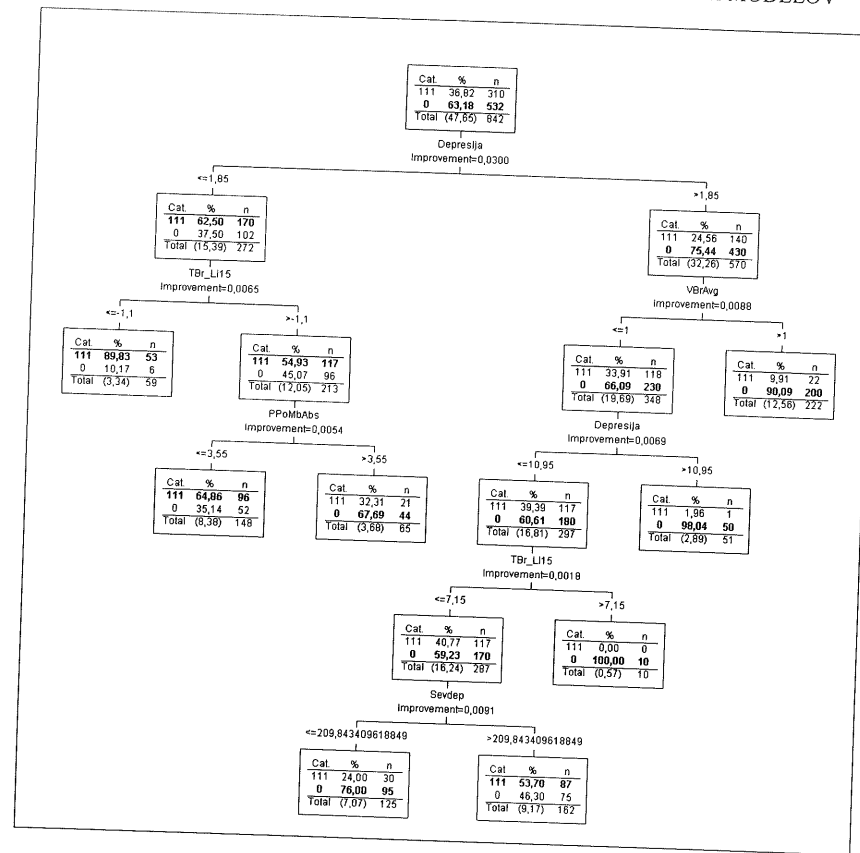 MODELOV
Cat. % n
111 36,82 310
0 63,18 532
Total (47,65) 842
Depresija
Improvement=0,0300
<=1,85
>1,85
Cat. % n
111 62,50 170
0 37,50 102
Total (15,39) 272
TBr_Li15
Improvement=0,0065
Cat. % n
111 24,56 140
0 75,44 430
Total (32,26) 570
VBrAvg
Improvement=0,0088
<=-1,1
>-1,1
<=1
>1
Cat. % n
111 89,83 53
0 10,17 6
Total (3,34) 59
Cat. % n
111 54,93 117
0 45,07 96
Total (12,05) 213
PPoMbAbs
Improvement=0,0054
Cat. % n
111 33,91 118
0 66,09 230
Total (19,69) 348
Depresija
Improvement=0,0069
Cat. % n
111 9,91 22
0 90,09 200
Total (12,56) 222
<=3,55
>3,55
<=10,95
>10,95
Cat. % n
111 64,86 96
0 35,14 52
Total (8,38) 148
Cat. % n
111 32,31 21
0 67,69 44
Total (3,68) 65
Cat. % n
111 39,39 117
0 60,61 180
Total (16,81) 297
TBr_Li15
Improvement=0,0018
Cat. % n
111 1,96 1
0 98,04 50
Total (2,89) 51
<=7,15
>7,15
Cat. % n
111 40,77 117
0 59,23 170
Total (16,24) 287
Sevdep
Improvement=0,0091
Cat. % n
111 0,00 0
0 100,00 10
Total (0,57) 10
<=209,843409618849
>209,843409618849
Cat. % n
111 24,00 30
0 76,00 95
Total (7,07) 125
Cat. % n
111 53,70 87
0 46,30 75
Total (9,17) 162